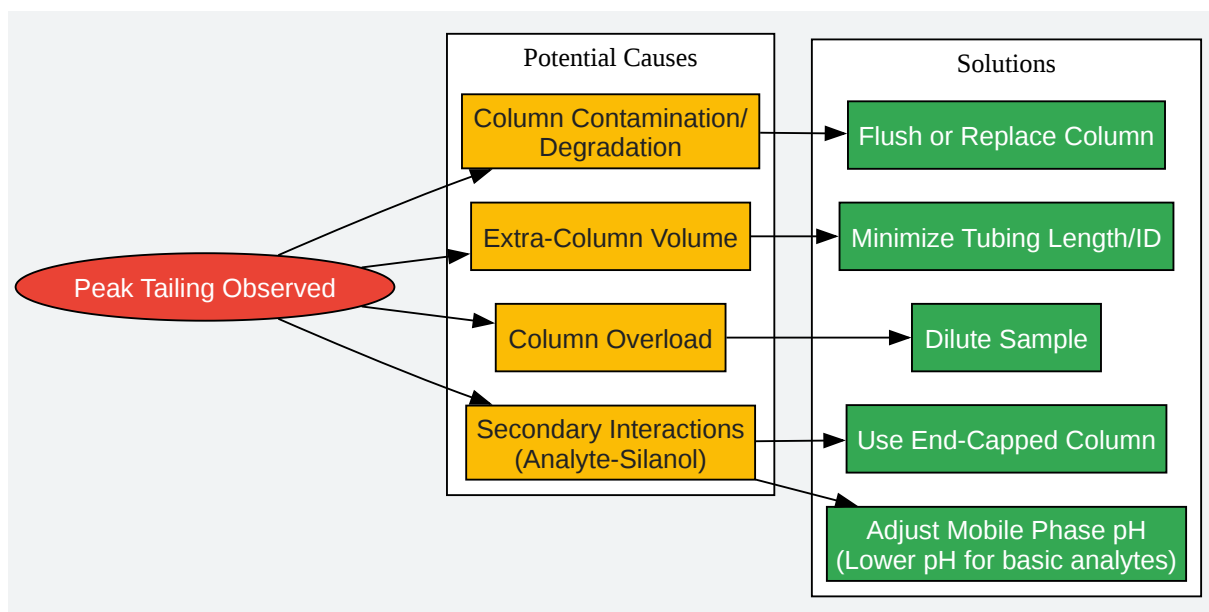 Peak Tailing Observed
Potential Causes
Column Contamination/
Degradation
Extra-Column Volume
Column Overload
Secondary Interactions
(Analyte-Silanol)
Solutions
Flush or Replace Column
Minimize Tubing Length/ID
Dilute Sample
Use End-Capped Column
Adjust Mobile Phase pH
(Lower pH for basic analytes)